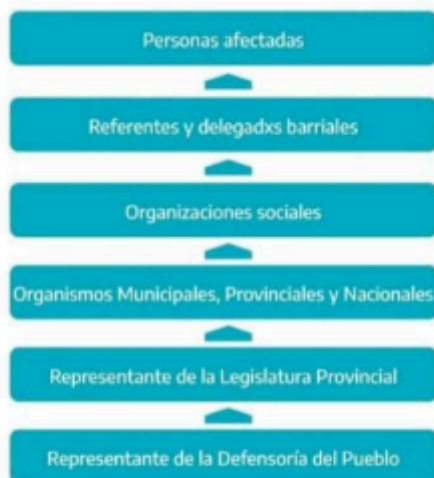 Personas afectadas
Referentes y delegadxs barriales
Organizaciones sociales
Organismos Municipales, Provinciales y Nacionales
Representante de la Legislatura Provincial
Representante de la Defensoría del Pueblo